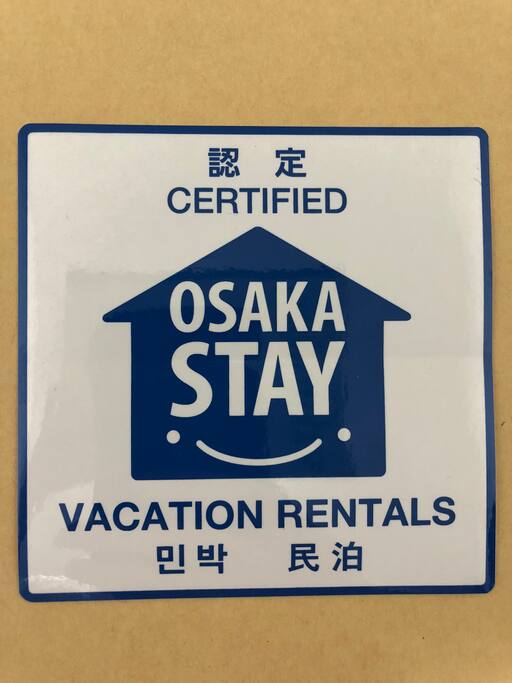 認 定
CERTIFIED
OSAKA
STAY
VACATION RENTALS
민박 民泊